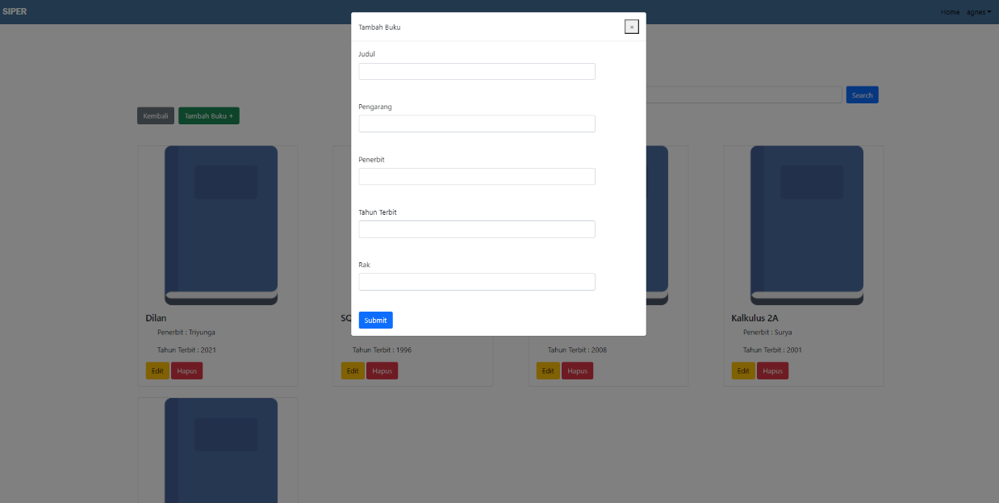 SIPER
Home agnes
Tambah Buku
×
Judul
Search
Kembali Tambah Buku +
Pengarang
Penerbit
Tahun Terbit
Rak
Submit
Dilan
Penerbit : Triyunga
Tahun Terbit : 2021
Edit Hapus
Tahun Terbit : 1996
Edit Hapus
Tahun Terbit : 2008
Edit Hapus
Kalkulus 2A
Penerbit : Surya
Tahun Terbit : 2001
Edit Hapus